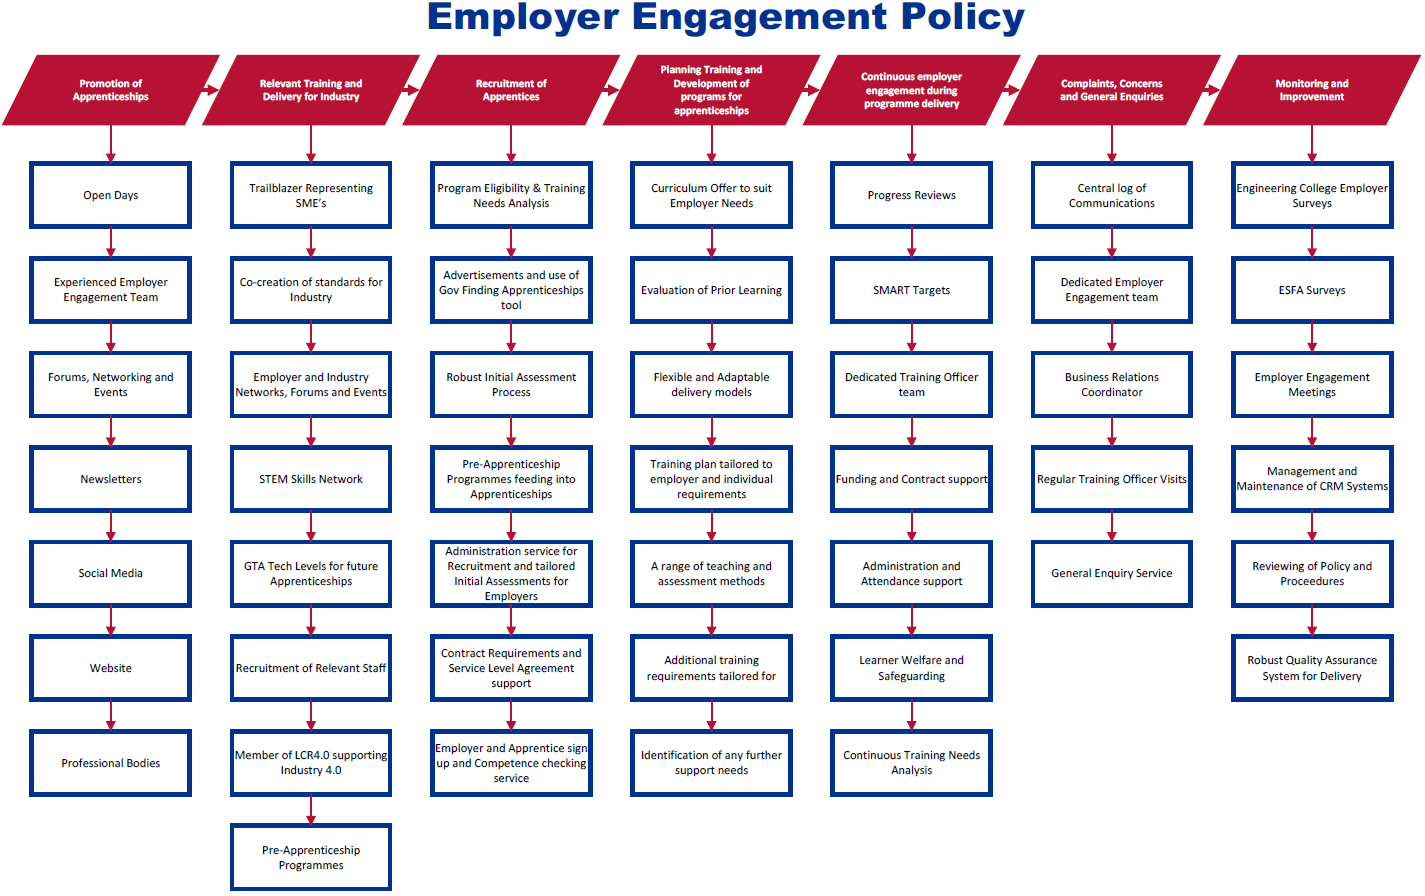 Employer Engagement Policy
Promotion of
Apprenticeships
Relevant Training and
Delivery for Industry
Recruitment of
Apprentices
Planning Training and
Development of
programs for
apprenticeships
Continuous employer
engagement during
programme delivery
Complaints, Concerns
and General Enquiries
Monitoring and
Improvement
Open Days
Experienced Employer
Engagement Team
Forums, Networking and
Events
Newsletters
Social Media
Website
Professional Bodies
Trailblazer Representing
SME's
Co-creation of standards for
Industry
Employer and Industry
Networks, Forums and Events
STEM Skills Network
GTA Tech Levels for future
Apprenticeships
Recruitment of Relevant Staff
Member of LCR4.0 supporting
Industry 4.0
Pre-Apprenticeship
Programmes
Program Eligibility & Training
Needs Analysis
Advertisements and use of
Gov Finding Apprenticeships
tool
Robust Initial Assessment
Process
Pre-Apprenticeship
Programmes feeding into
Apprenticeships
Administration service for
Recruitment and tailored
Initial Assessments for
Employers
Contract Requirements and
Service Level Agreement
support
Employer and Apprentice sign
up and Competence checking
service
Curriculum Offer to suit
Employer Needs
Evaluation of Prior Learning
Flexible and Adaptable
delivery models
Training plan tailored to
employer and individual
requirements
A range of teaching and
assessment methods
Additional training
requirements tailored for
Identification of any further
support needs
Progress Reviews
SMART Targets
Dedicated Training Officer
team
Funding and Contract support
Administration and
Attendance support
Learner Welfare and
Safeguarding
Continuous Training Needs
Analysis
Central log of
Communications
Dedicated Employer
Engagement team
Business Relations
Coordinator
Regular Training Officer Visits
General Enquiry Service
Engineering College Employer
Surveys
ESFA Surveys
Employer Engagement
Meetings
Management and
Maintenance of CRM Systems
Reviewing of Policy and
Proceedures
Robust Quality Assurance
System for Delivery